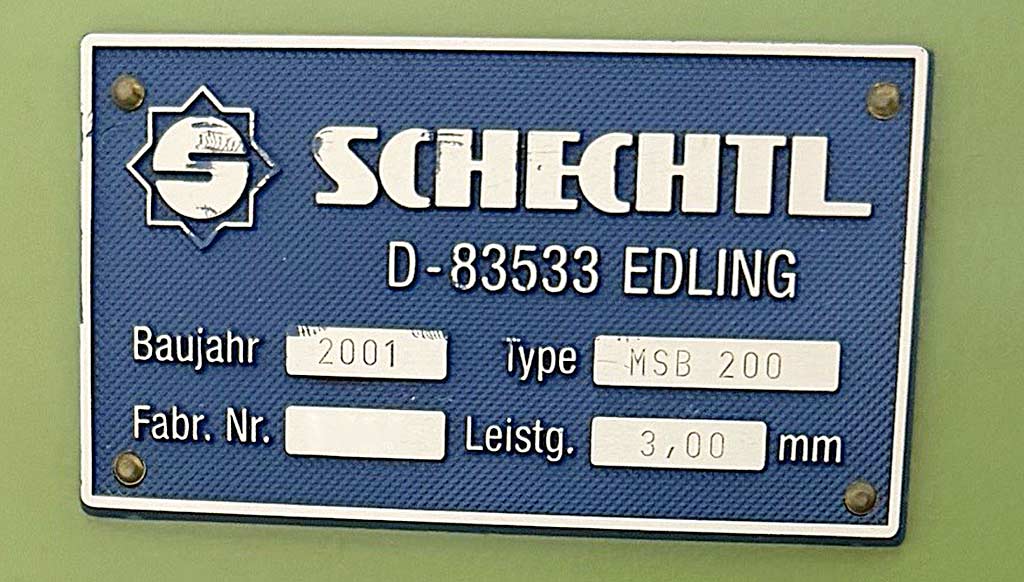 S SCHECHTL
D-83533 EDLING
Baujahr 2001 Type MSB 200
Fabr. Nr. Leistg. 3,00 mm